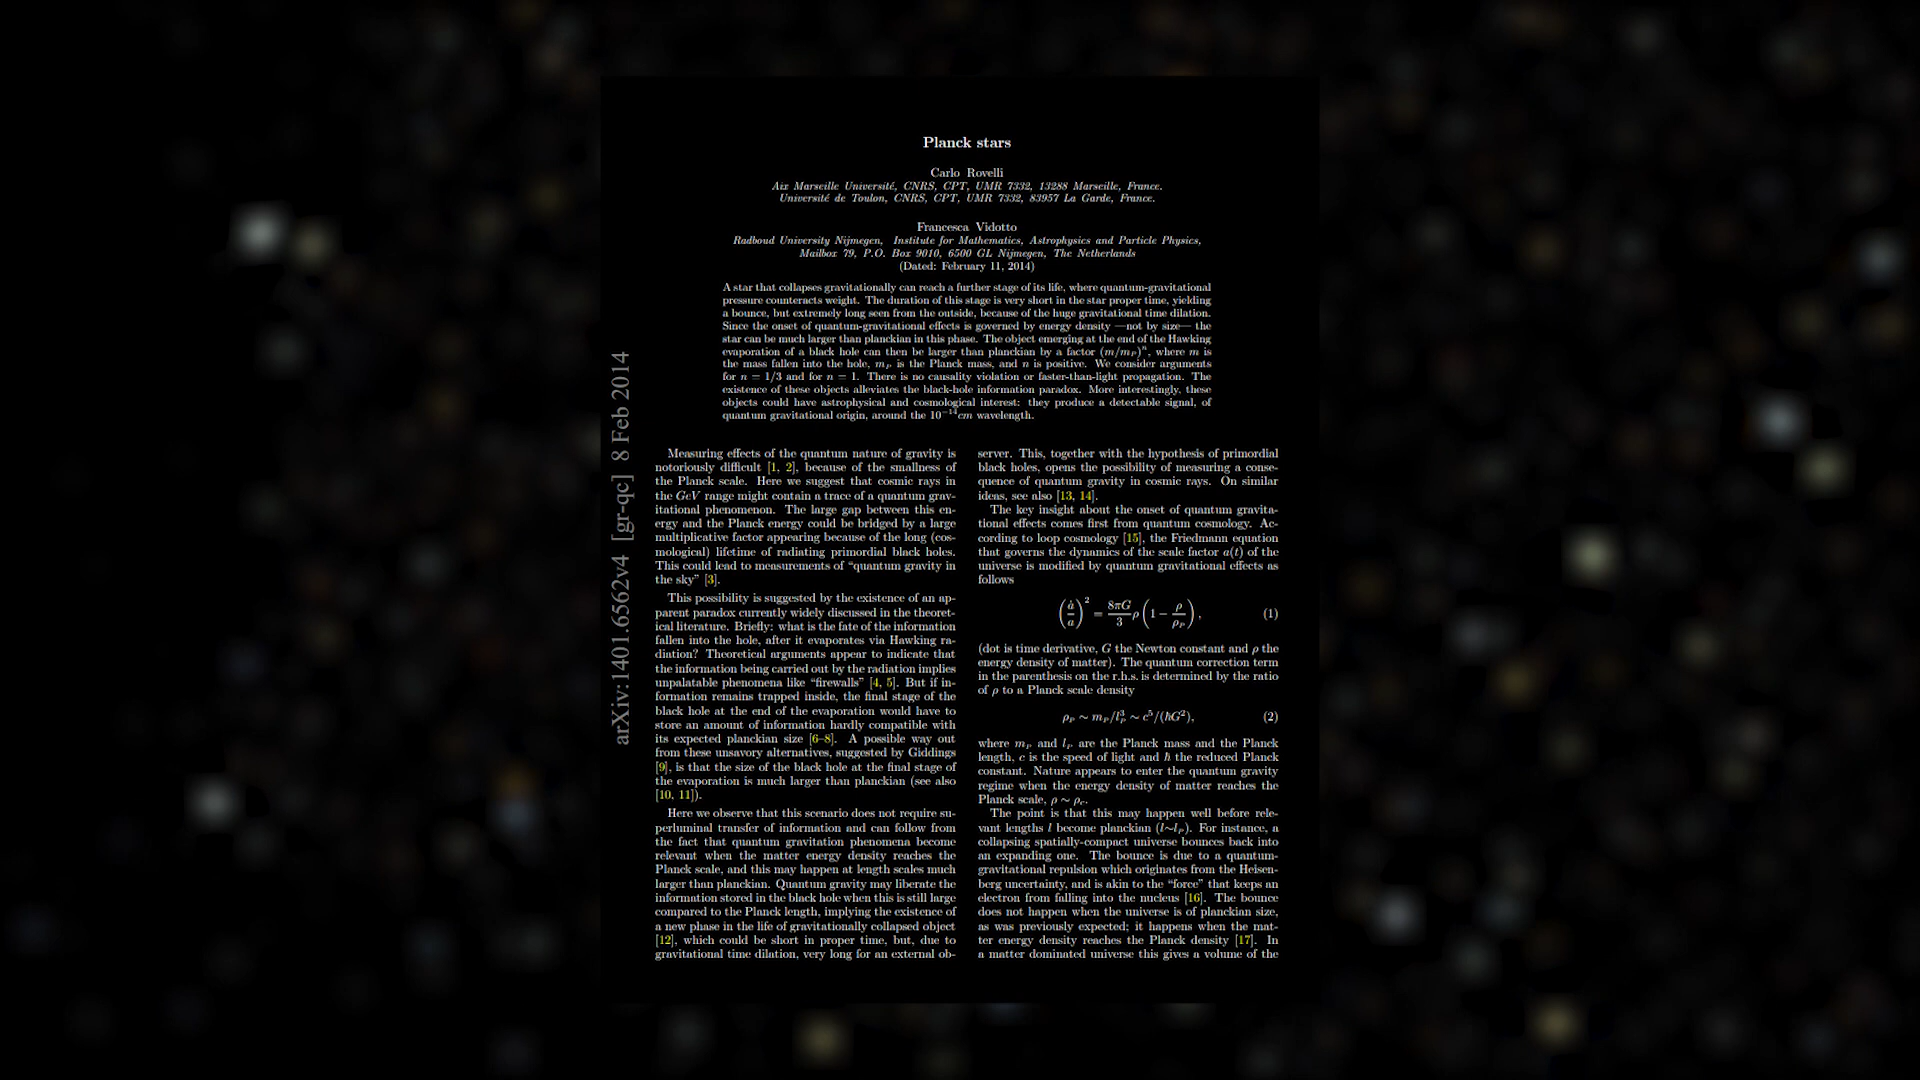 Planck stars
Carlo Rovelli
Aix Marseille Université, CNRS, CPT, UMR 7332, 13288 Marseille, France.
Université de Toulon, CNRS, CPT, UMR 7332, 83957 La Garde, France.
Francesca Vidotto
Radboud University Nijmegen, Institute for Mathematics, Astrophysics and Particle Physics,
Mailbox 79, P.O. Box 9010, 6500 GL Nijmegen, The Netherlands
(Dated: February 11, 2014)
A star that collapses gravitationally can reach a further stage of its life, where quantum-gravitational
pressure counteracts weight. The duration of this stage is very short in the star proper time, yielding
a bounce, but extremely long seen from the outside, because of the huge gravitational time dilation.
Since the onset of quantum-gravitational effects is governed by energy density —not by size— the
star can be much larger than planckian in this phase. The object emerging at the end of the Hawking
evaporation of a black hole can then be larger than planckian by a factor (m/m_P)^n, where m is
the mass fallen into the hole, m_P is the Planck mass, and n is positive. We consider arguments
for n = 1/3 and for n = 1. There is no causality violation or faster-than-light propagation. The
existence of these objects alleviates the black-hole information paradox. More interestingly, these
objects could have astrophysical and cosmological interest: they produce a detectable signal, of
quantum gravitational origin, around the 10^−14 cm wavelength.
arXiv:1401.6562v4 [gr-qc] 8 Feb 2014
Measuring effects of the quantum nature of gravity is
notoriously difficult [1, 2], because of the smallness of
the Planck scale. Here we suggest that cosmic rays in
the GeV range might contain a trace of a quantum grav-
itational phenomenon. The large gap between this en-
ergy and the Planck energy could be bridged by a large
multiplicative factor appearing because of the long (cos-
mological) lifetime of radiating primordial black holes.
This could lead to measurements of “quantum gravity in
the sky” [3].
This possibility is suggested by the existence of an ap-
parent paradox currently widely discussed in the theoret-
ical literature. Briefly: what is the fate of the information
fallen into the hole, after it evaporates via Hawking ra-
diation? Theoretical arguments appear to indicate that
the information being carried out by the radiation implies
unpalatable phenomena like “firewalls” [4, 5]. But if in-
formation remains trapped inside, the final stage of the
black hole at the end of the evaporation would have to
store an amount of information hardly compatible with
its expected planckian size [6–8]. A possible way out
from these unsavory alternatives, suggested by Giddings
[9], is that the size of the black hole at the final stage of
the evaporation is much larger than planckian (see also
[10, 11]).
Here we observe that this scenario does not require su-
perluminal transfer of information and can follow from
the fact that quantum gravitation phenomena become
relevant when the matter energy density reaches the
Planck scale, and this may happen at length scales much
larger than planckian. Quantum gravity may liberate the
information stored in the black hole when this is still large
compared to the Planck length, implying the existence of
a new phase in the life of gravitationally collapsed object
[12], which could be short in proper time, but, due to
gravitational time dilation, very long for an external ob-
server. This, together with the hypothesis of primordial
black holes, opens the possibility of measuring a conse-
quence of quantum gravity in cosmic rays. On similar
ideas, see also [13, 14].
The key insight about the onset of quantum gravita-
tional effects comes first from quantum cosmology. Ac-
cording to loop cosmology [15], the Friedmann equation
that governs the dynamics of the scale factor a(t) of the
universe is modified by quantum gravitational effects as
follows
(ȧ/a)^2 = 8πG/3 ρ (1 − ρ/ρ_P), (1)
(dot is time derivative, G the Newton constant and ρ the
energy density of matter). The quantum correction term
in the parenthesis on the r.h.s. is determined by the ratio
of ρ to a Planck scale density
ρ_P ∼ m_P/l_P^3 ∼ c^5/(ħG^2), (2)
where m_P and l_P are the Planck mass and the Planck
length, c is the speed of light and ħ the reduced Planck
constant. Nature appears to enter the quantum gravity
regime when the energy density of matter reaches the
Planck scale, ρ ∼ ρ_c.
The point is that this may happen well before rele-
vant lengths l become planckian (l∼l_P). For instance, a
collapsing spatially-compact universe bounces back into
an expanding one. The bounce is due to a quantum-
gravitational repulsion which originates from the Heisen-
berg uncertainty, and is akin to the “force” that keeps an
electron from falling into the nucleus [16]. The bounce
does not happen when the universe is of planckian size,
as was previously expected; it happens when the mat-
ter energy density reaches the Planck density [17]. In
a matter dominated universe this gives a volume of the